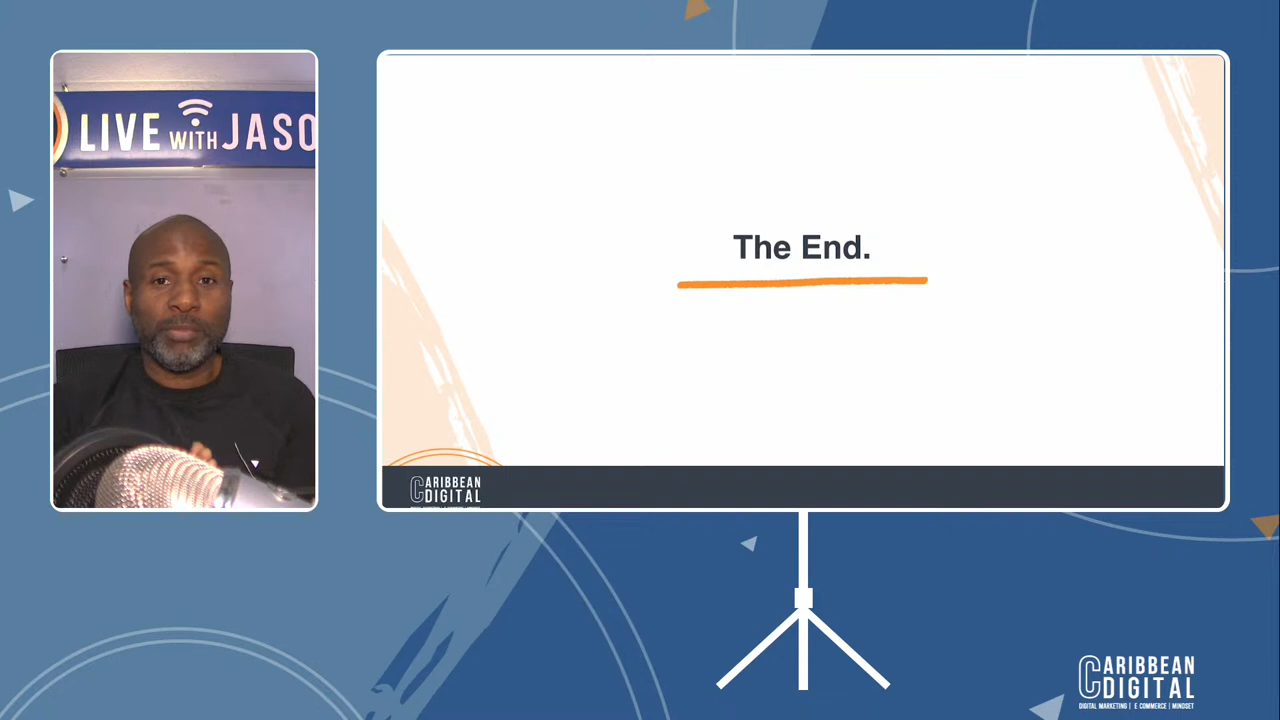 LIVE WITH JASO
The End.
CARIBBEAN
DIGITAL
CARIBBEAN
DIGITAL
DIGITAL MARKETING | E COMMERCE | MINDSET